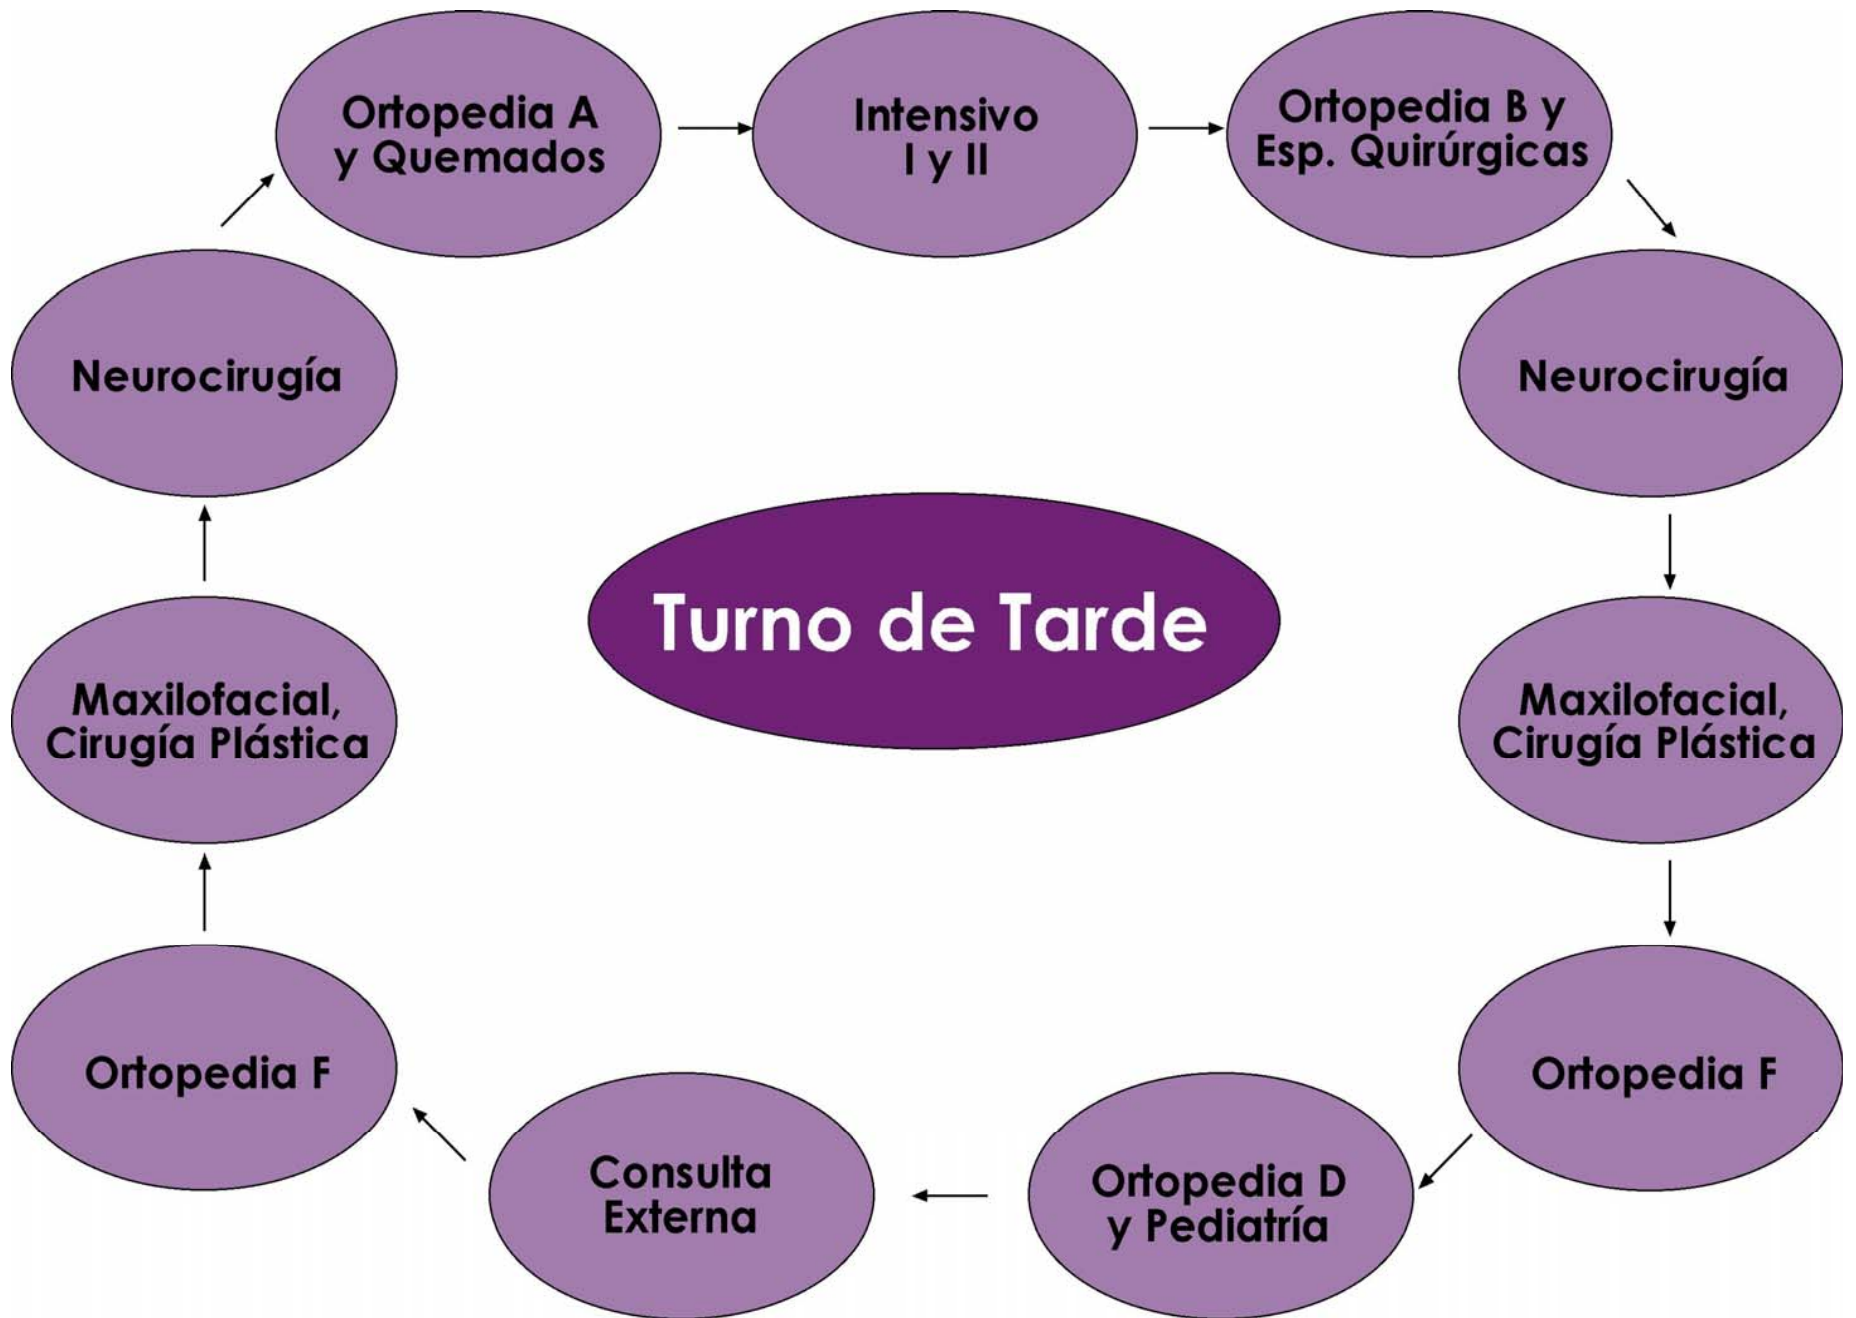 Ortopedia A
y Quemados
Intensivo
I y II
Ortopedia B y
Esp. Quirúrgicas
Neurocirugía
Neurocirugía
Turno de Tarde
Maxilofacial,
Cirugía Plástica
Maxilofacial,
Cirugía Plástica
Ortopedia F
Ortopedia F
Consulta
Externa
Ortopedia D
y Pediatría